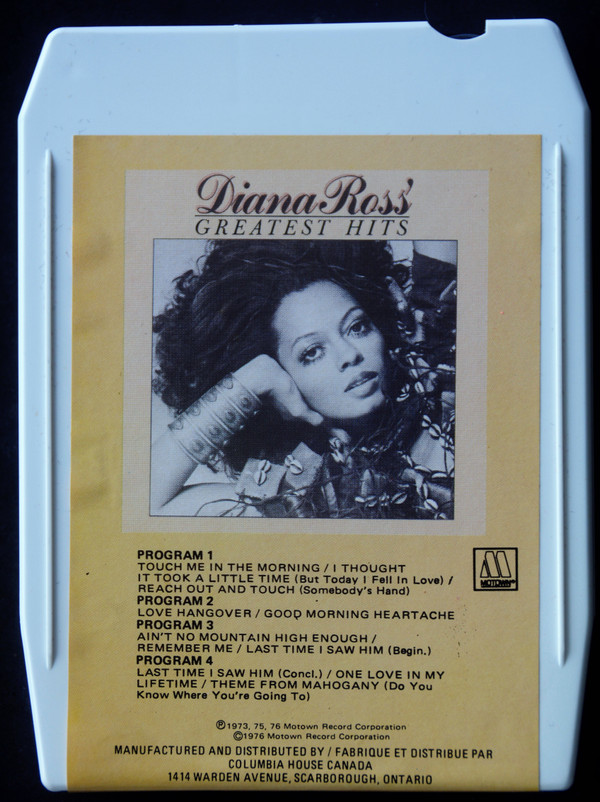 Diana Ross'
GREATEST HITS
PROGRAM 1
TOUCH ME IN THE MORNING / I THOUGHT
IT TOOK A LITTLE TIME (But Today I Fell In Love) /
REACH OUT AND TOUCH (Somebody's Hand)
PROGRAM 2
LOVE HANGOVER / GOOD MORNING HEARTACHE
PROGRAM 3
AIN'T NO MOUNTAIN HIGH ENOUGH /
REMEMBER ME / LAST TIME I SAW HIM (Begin.)
PROGRAM 4
LAST TIME I SAW HIM (Concl.) / ONE LOVE IN MY
LIFETIME / THEME FROM MAHOGANY (Do You
Know Where You're Going To)
M
MOTOWN
℗1973, 75, 76 Motown Record Corporation
©1976 Motown Record Corporation
MANUFACTURED AND DISTRIBUTED BY / FABRIQUE ET DISTRIBUE PAR
COLUMBIA HOUSE CANADA
1414 WARDEN AVENUE, SCARBOROUGH, ONTARIO